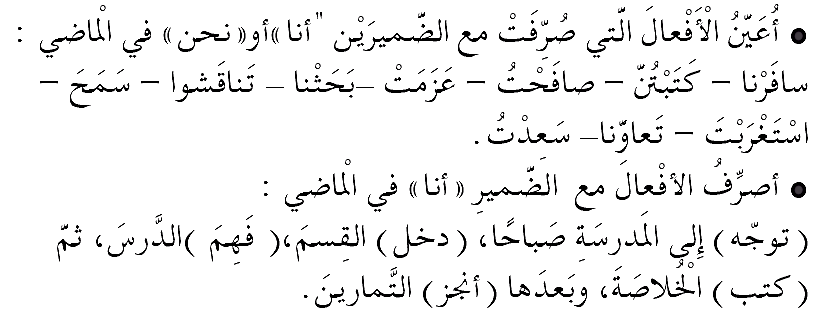 ● أُعَيّنُ الْأَفْعالَ الَّتي صُرِّفَتْ مع الضّميرَيْن "أنا» أو «نحن» في الْماضي :
سافَرْنا – كَتَبْتُنّ – صافَحْتُ – عَزَمَتْ – بَحَثْنا – تَناقَشوا – سَمَحَ –
اسْتَغْرَبْتَ – تَعاوَنّا – سَعِدْتُ.
● أصرِّفُ الأفْعالَ مع الضّميرِ «أنا» في الْماضي :
(توجّه) إِلى المَدرسَةِ صَباحًا، (دخل) القِسمَ، (فَهِمَ) الدَّرسَ، ثمّ
(كتب) الْخُلاصَةَ، وبَعدَها (أنجز) التَّمارينَ.